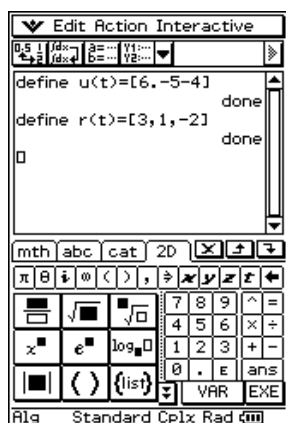 Edit Action Interactive
define u(t)=[6.-5-4]
done
define r(t)=[3,1,-2]
done
mth abc cat 2D
π θ i ∞ ( ) , ⇒ x y z t ←
7 8 9 ^ =
4 5 6 × ÷
x e log 1 2 3 + −
0 . E ans
( ) {list} VAR EXE
Alg Standard Cplx Rad